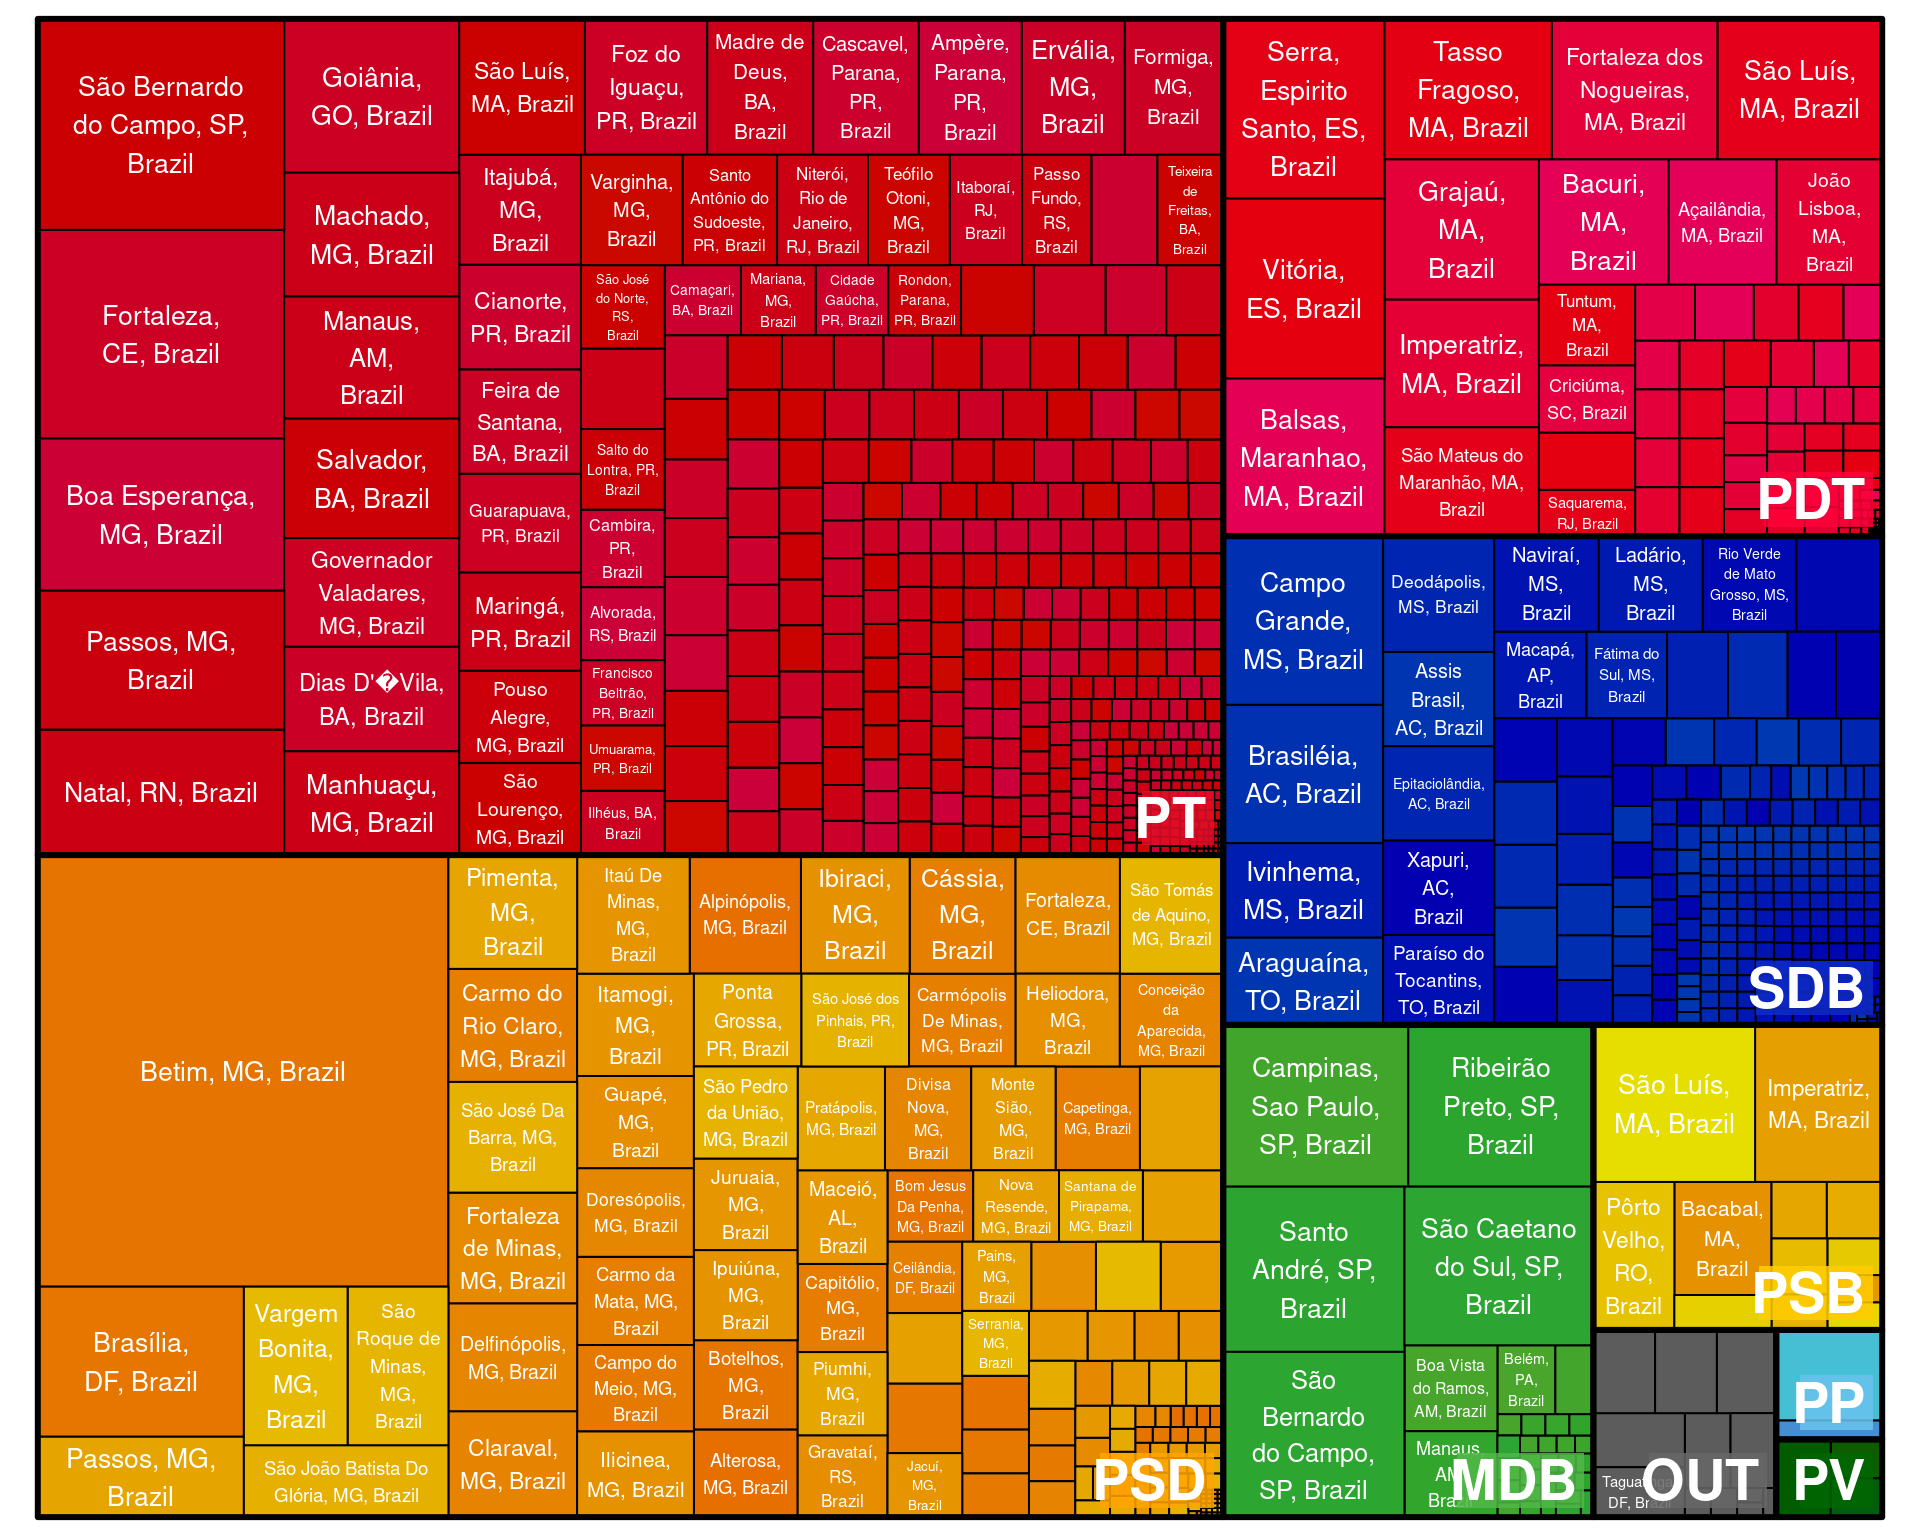 São Bernardo
do Campo, SP,
Brazil
Fortaleza,
CE, Brazil
Boa Esperança,
MG, Brazil
Passos, MG,
Brazil
Natal, RN, Brazil
Goiânia,
GO, Brazil
Machado,
MG, Brazil
Manaus,
AM,
Brazil
Salvador,
BA, Brazil
Governador
Valadares,
MG, Brazil
Dias D'�Vila,
BA, Brazil
Manhuaçu,
MG, Brazil
São Luís,
MA, Brazil
Foz do
Iguaçu,
PR, Brazil
Madre de
Deus,
BA,
Brazil
Cascavel,
Parana,
PR,
Brazil
Ampère,
Parana,
PR,
Brazil
Ervália,
MG,
Brazil
Formiga,
MG,
Brazil
Itajubá,
MG,
Brazil
Varginha,
MG,
Brazil
Santo
Antônio do
Sudoeste,
PR, Brazil
Niterói,
Rio de
Janeiro,
RJ, Brazil
Teófilo
Otoni,
MG,
Brazil
Itaboraí,
RJ,
Brazil
Passo
Fundo,
RS,
Brazil
Teixeira
de
Freitas,
BA,
Brazil
Cianorte,
PR, Brazil
São José
do Norte,
RS,
Brazil
Camaçari,
BA, Brazil
Mariana,
MG,
Brazil
Cidade
Gaúcha,
PR, Brazil
Rondon,
Parana,
PR, Brazil
Feira de
Santana,
BA, Brazil
Salto do
Lontra, PR,
Brazil
Guarapuava,
PR, Brazil
Cambira,
PR,
Brazil
Maringá,
PR, Brazil
Alvorada,
RS, Brazil
Pouso
Alegre,
MG, Brazil
Francisco
Beltrão,
PR, Brazil
Umuarama,
PR, Brazil
São
Lourenço,
MG, Brazil
Ilhéus, BA,
Brazil
PT
Serra,
Espirito
Santo, ES,
Brazil
Vitória,
ES, Brazil
Balsas,
Maranhao,
MA, Brazil
Tasso
Fragoso,
MA, Brazil
Fortaleza dos
Nogueiras,
MA, Brazil
São Luís,
MA, Brazil
Grajaú,
MA,
Brazil
Bacuri,
MA,
Brazil
Açailândia,
MA, Brazil
João
Lisboa,
MA,
Brazil
Imperatriz,
MA, Brazil
Tuntum,
MA,
Brazil
Criciúma,
SC, Brazil
São Mateus do
Maranhão, MA,
Brazil
Saquarema,
RJ, Brazil
PDT
Campo
Grande,
MS, Brazil
Brasiléia,
AC, Brazil
Ivinhema,
MS, Brazil
Araguaína,
TO, Brazil
Deodápolis,
MS, Brazil
Assis
Brasil,
AC, Brazil
Epitaciolândia,
AC, Brazil
Xapuri,
AC,
Brazil
Paraíso do
Tocantins,
TO, Brazil
Naviraí,
MS,
Brazil
Ladário,
MS,
Brazil
Rio Verde
de Mato
Grosso, MS,
Brazil
Macapá,
AP,
Brazil
Fátima do
Sul, MS,
Brazil
SDB
Betim, MG, Brazil
Brasília,
DF, Brazil
Passos, MG,
Brazil
Vargem
Bonita,
MG,
Brazil
São
Roque de
Minas,
MG,
Brazil
São João Batista Do
Glória, MG, Brazil
Pimenta,
MG,
Brazil
Carmo do
Rio Claro,
MG, Brazil
São José Da
Barra, MG,
Brazil
Fortaleza
de Minas,
MG, Brazil
Delfinópolis,
MG, Brazil
Claraval,
MG, Brazil
Itaú De
Minas,
MG,
Brazil
Alpinópolis,
MG, Brazil
Ibiraci,
MG,
Brazil
Cássia,
MG,
Brazil
Fortaleza,
CE, Brazil
São Tomás
de Aquino,
MG, Brazil
Itamogi,
MG,
Brazil
Ponta
Grossa,
PR, Brazil
São José dos
Pinhais, PR,
Brazil
Carmópolis
De Minas,
MG, Brazil
Heliodora,
MG,
Brazil
Conceição
da
Aparecida,
MG, Brazil
Guapé,
MG,
Brazil
São Pedro
da União,
MG, Brazil
Pratápolis,
MG, Brazil
Divisa
Nova,
MG,
Brazil
Monte
Sião,
MG,
Brazil
Capetinga,
MG, Brazil
Doresópolis,
MG, Brazil
Juruaia,
MG,
Brazil
Maceió,
AL,
Brazil
Bom Jesus
Da Penha,
MG, Brazil
Nova
Resende,
MG, Brazil
Santana de
Pirapama,
MG, Brazil
Carmo da
Mata, MG,
Brazil
Ipuiúna,
MG,
Brazil
Capitólio,
MG,
Brazil
Ceilândia,
DF, Brazil
Pains,
MG,
Brazil
Serrania,
MG,
Brazil
Campo do
Meio, MG,
Brazil
Botelhos,
MG,
Brazil
Piumhi,
MG,
Brazil
Ilicinea,
MG, Brazil
Alterosa,
MG, Brazil
Gravataí,
RS,
Brazil
Jacuí,
MG,
Brazil
PSD
Campinas,
Sao Paulo,
SP, Brazil
Ribeirão
Preto, SP,
Brazil
Santo
André, SP,
Brazil
São Caetano
do Sul, SP,
Brazil
São
Bernardo
do Campo,
SP, Brazil
Boa Vista
do Ramos,
AM, Brazil
Belém,
PA,
Brazil
Manaus,
AM,
Brazil
MDB
São Luís,
MA, Brazil
Imperatriz,
MA, Brazil
Pôrto
Velho,
RO,
Brazil
Bacabal,
MA,
Brazil
PSB
Taguatinga,
DF, Brazil
OUT
PP
PV